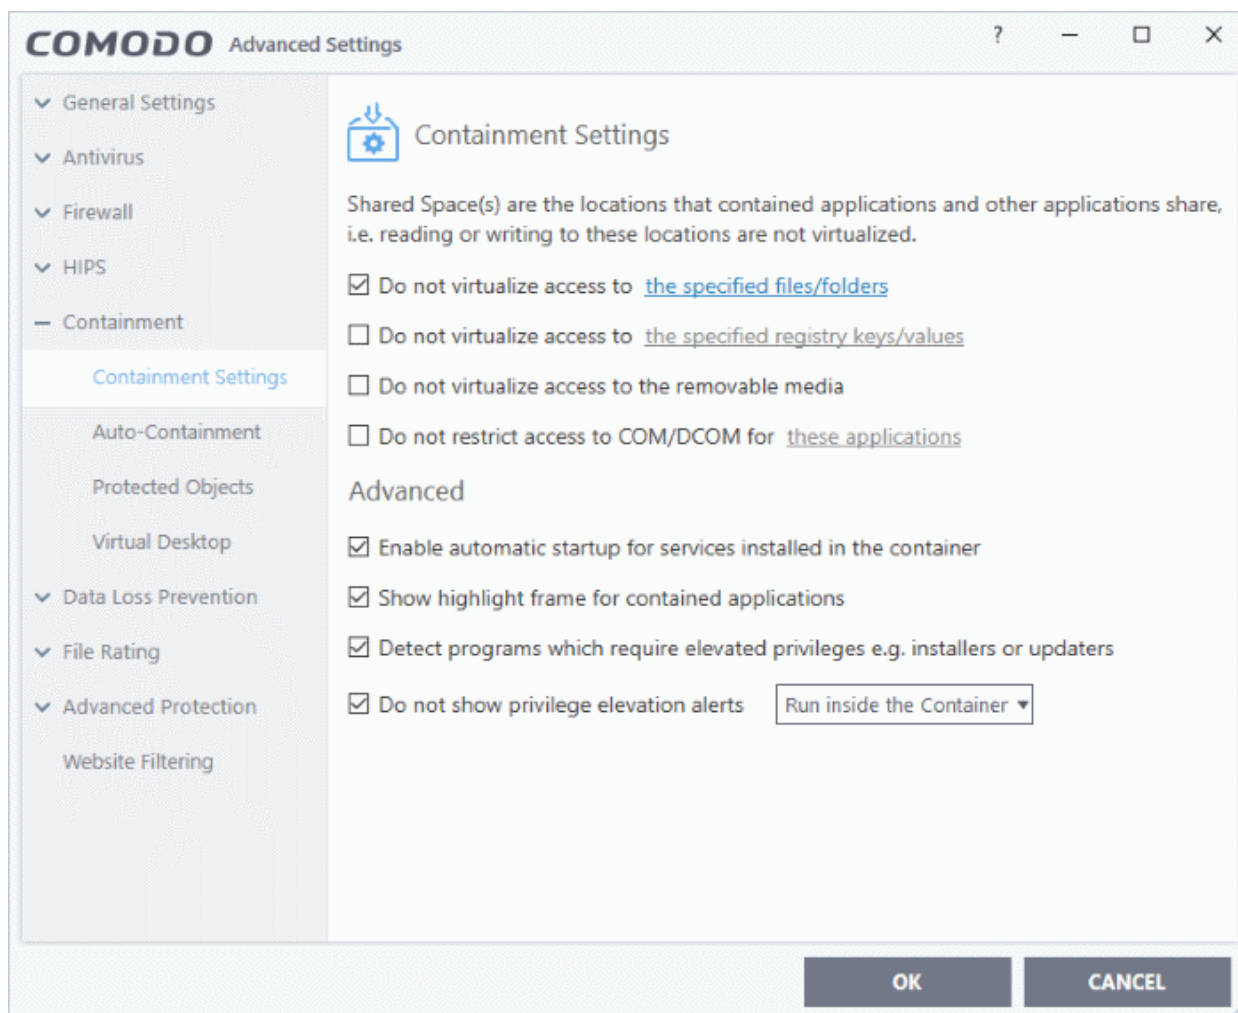 COMODO Advanced Settings ?
General Settings
Antivirus
Firewall
HIPS
Containment
Containment Settings
Auto-Containment
Protected Objects
Virtual Desktop
Data Loss Prevention
File Rating
Advanced Protection
Website Filtering
Containment Settings
Shared Space(s) are the locations that contained applications and other applications share,
i.e. reading or writing to these locations are not virtualized.
Do not virtualize access to the specified files/folders
Do not virtualize access to the specified registry keys/values
Do not virtualize access to the removable media
Do not restrict access to COM/DCOM for these applications
Advanced
Enable automatic startup for services installed in the container
Show highlight frame for contained applications
Detect programs which require elevated privileges e.g. installers or updaters
Do not show privilege elevation alerts Run inside the Container
OK CANCEL